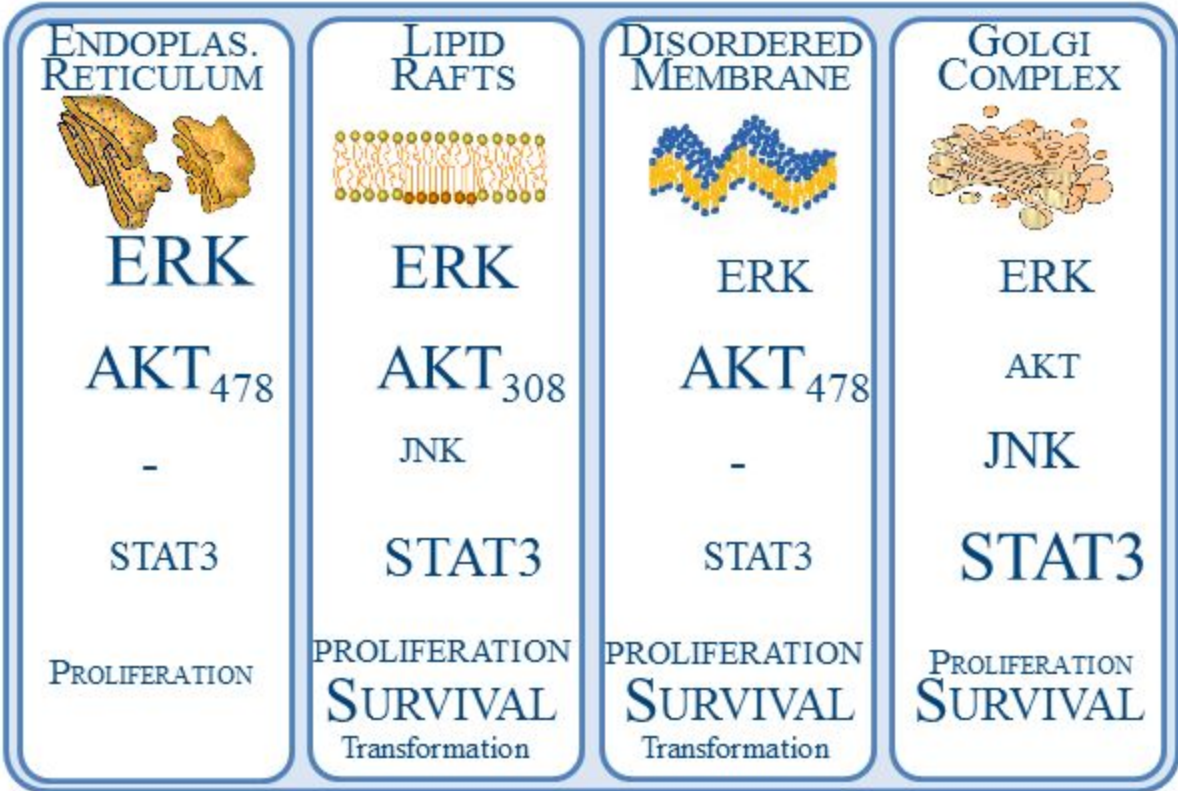 ENDOPLAS.
RETICULUM
ERK
AKT478
-
STAT3
PROLIFERATION
LIPID
RAFTS
ERK
AKT308
JNK
STAT3
PROLIFERATION
SURVIVAL
Transformation
DISORDERED
MEMBRANE
ERK
AKT478
-
STAT3
PROLIFERATION
SURVIVAL
Transformation
GOLGI
COMPLEX
ERK
AKT
JNK
STAT3
PROLIFERATION
SURVIVAL